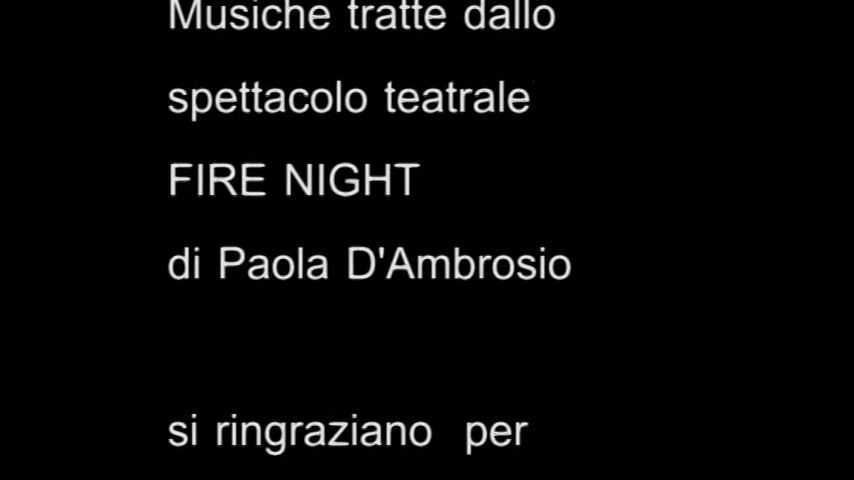 Musiche tratte dallo
spettacolo teatrale
FIRE NIGHT
di Paola D'Ambrosio
si ringraziano per